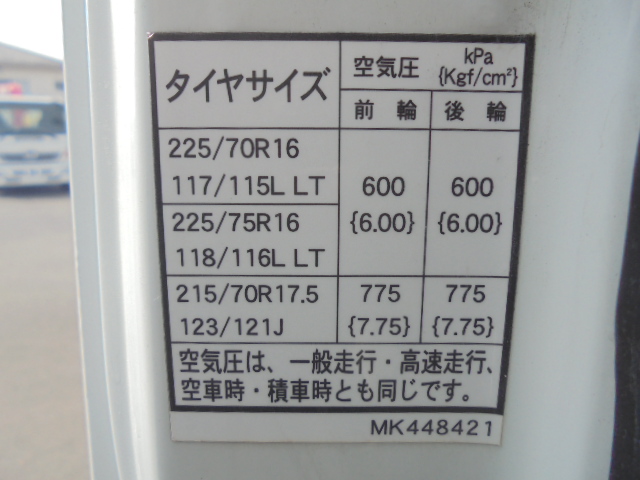 タイヤサイズ
空気圧 kPa {Kgf/cm²}
前輪 後輪
225/70R16
117/115L LT
225/75R16
118/116L LT
600 {6.00}
600 {6.00}
215/70R17.5
123/121J
775 {7.75}
775 {7.75}
空気圧は、一般走行・高速走行、
空車時・積車時とも同じです。
MK448421